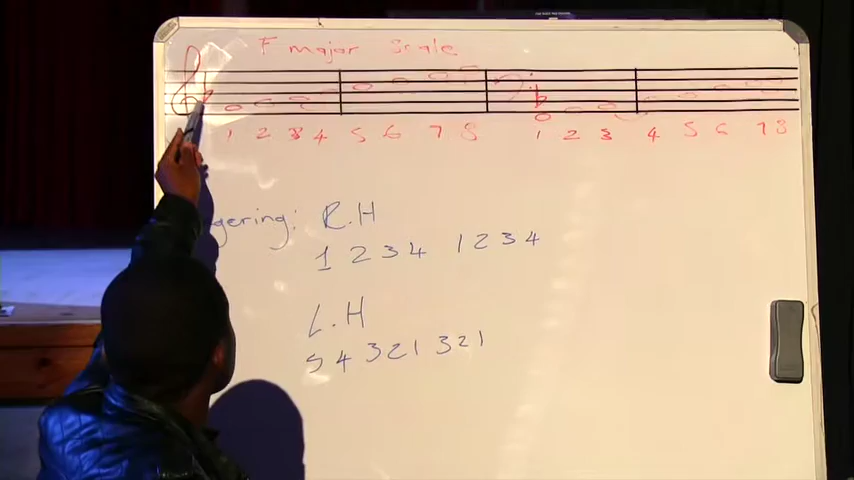 F major Scale
1 2 3 4 5 6 7 8 1 2 3 4 5 6 7 8
gering: R.H
1 2 3 4 1 2 3 4
L.H
5 4 3 2 1 3 2 1